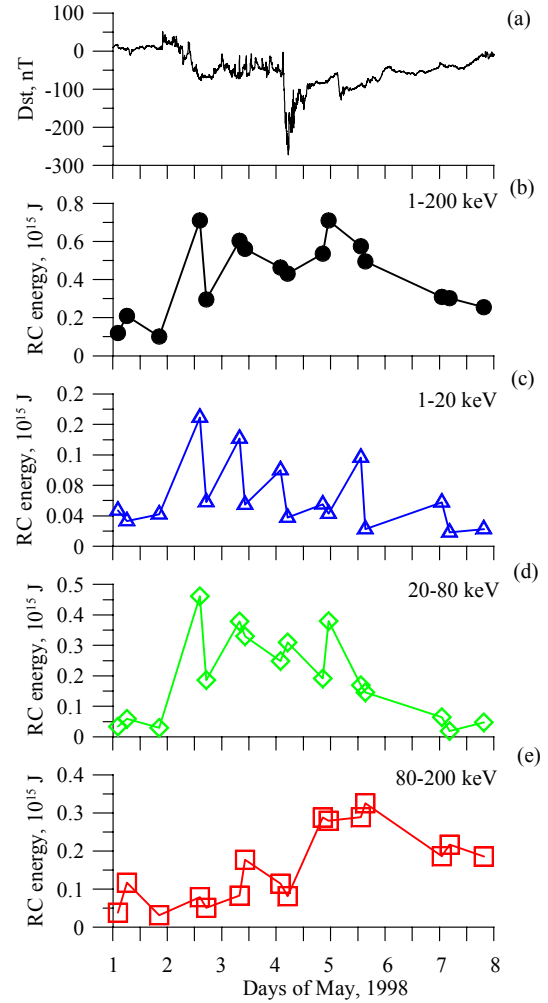 (a)
100
0
-100
-200
-300
Dst, nT
(b)
1-200 keV
0.8
0.6
0.4
0.2
0
RC energy, 10¹⁵ J
(c)
1-20 keV
0.2
0.2
0.1
0.08
0.04
0
RC energy, 10¹⁵ J
(d)
20-80 keV
0.5
0.4
0.3
0.2
0.1
0
RC energy, 10¹⁵ J
(e)
80-200 keV
0.4
0.3
0.2
0.1
0
RC energy, 10¹⁵ J
1 2 3 4 5 6 7 8
Days of May, 1998